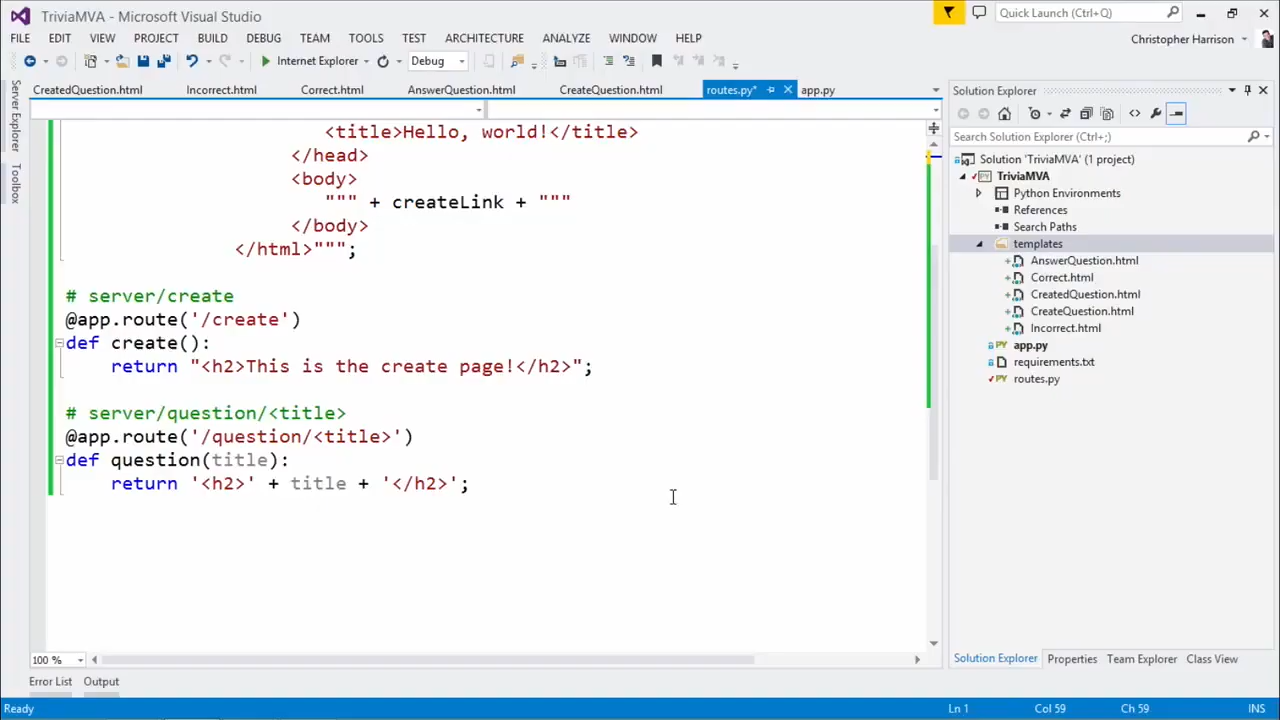 TriviaMVA - Microsoft Visual Studio
Quick Launch (Ctrl+Q)
FILE EDIT VIEW PROJECT BUILD DEBUG TEAM TOOLS TEST ARCHITECTURE ANALYZE WINDOW HELP
Christopher Harrison
Internet Explorer
Debug
Server Explorer
Toolbox
CreatedQuestion.html Incorrect.html Correct.html AnswerQuestion.html CreateQuestion.html routes.py* app.py
<title>Hello, world!</title>
</head>
<body>
""" + createLink + """
</body>
</html>""";
# server/create
@app.route('/create')
def create():
return "<h2>This is the create page!</h2>";
# server/question/<title>
@app.route('/question/<title>')
def question(title):
return '<h2>' + title + '</h2>';
100 %
Solution Explorer
Search Solution Explorer (Ctrl+;)
Solution 'TriviaMVA' (1 project)
PY TriviaMVA
Python Environments
References
Search Paths
templates
AnswerQuestion.html
Correct.html
CreatedQuestion.html
CreateQuestion.html
Incorrect.html
PY app.py
requirements.txt
PY routes.py
Solution Explorer Properties Team Explorer Class View
Error List Output
Ready Ln 1 Col 59 Ch 59 INS